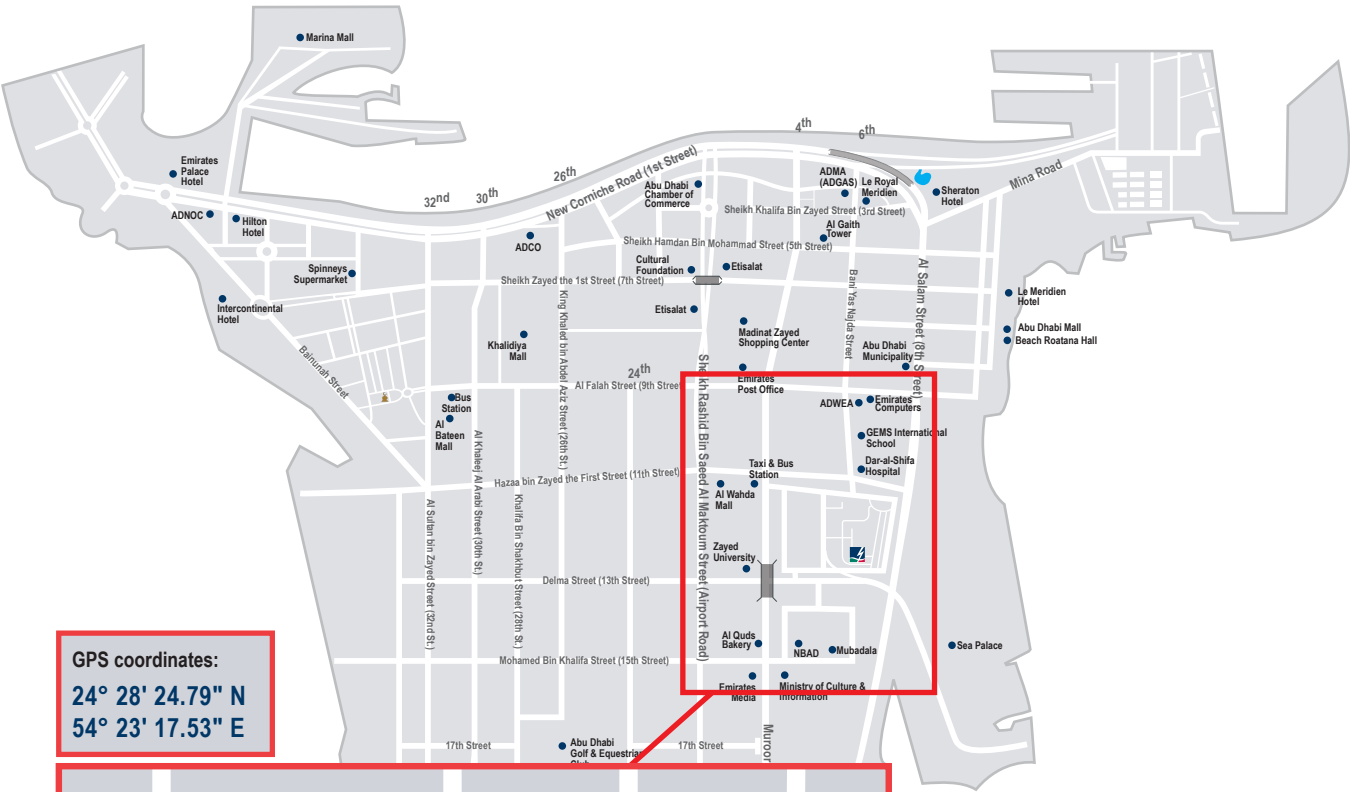 Marina Mall
4th
6th
Emirates
Palace
Hotel
26th
30th
32nd
New Corniche Road (1st Street)
Abu Dhabi
Chamber of
Commerce
ADMA
(ADGAS)
Le Royal
Meridien
Sheraton
Hotel
Mina Road
ADNOC
Hilton
Hotel
Sheikh Khalifa Bin Zayed Street (3rd Street)
Al Gaith
Tower
ADCO
Sheikh Hamdan Bin Mohammad Street (5th Street)
Cultural
Foundation
Etisalat
Spinneys
Supermarket
Sheikh Zayed the 1st Street (7th Street)
Bani Yas Najda Street
Al Salam Street (8th Street)
Intercontinental
Hotel
Etisalat
Le Meridien
Hotel
Madinat Zayed
Shopping Center
Abu Dhabi Mall
Beach Roatana Hall
Khalidiya
Mall
King Khaled bin Abdel Aziz Street (26th St.)
Abu Dhabi
Municipality
Bainunah Street
24th
Al Falah Street (9th Street
Sheikh Rashid Bin Saeed Al Maktoum Street (Airport Road)
Emirates
Post Office
Bus
Station
Al
Bateen
Mall
ADWEA
Emirates
Computers
GEMS International
School
Dar-al-Shifa
Hospital
Taxi & Bus
Station
Al Wahda
Mall
Hazaa bin Zayed the First Street (11th Street)
Al Khaleej Al Arabi Street (30th St.)
Al Sultan bin Zayed Street (32nd St.)
Khalifa Bin Shakhbut Street (28th St.)
Zayed
University
Delma Street (13th Street)
Al Quds
Bakery
NBAD
Mubadala
Sea Palace
Mohamed Bin Khalifa Street (15th Street)
Emirates
Media
Ministry of Culture &
Information
Muroor
17th Street
Abu Dhabi
Golf & Equestrian
Club
17th Street
GPS coordinates:
24° 28' 24.79" N
54° 23' 17.53" E